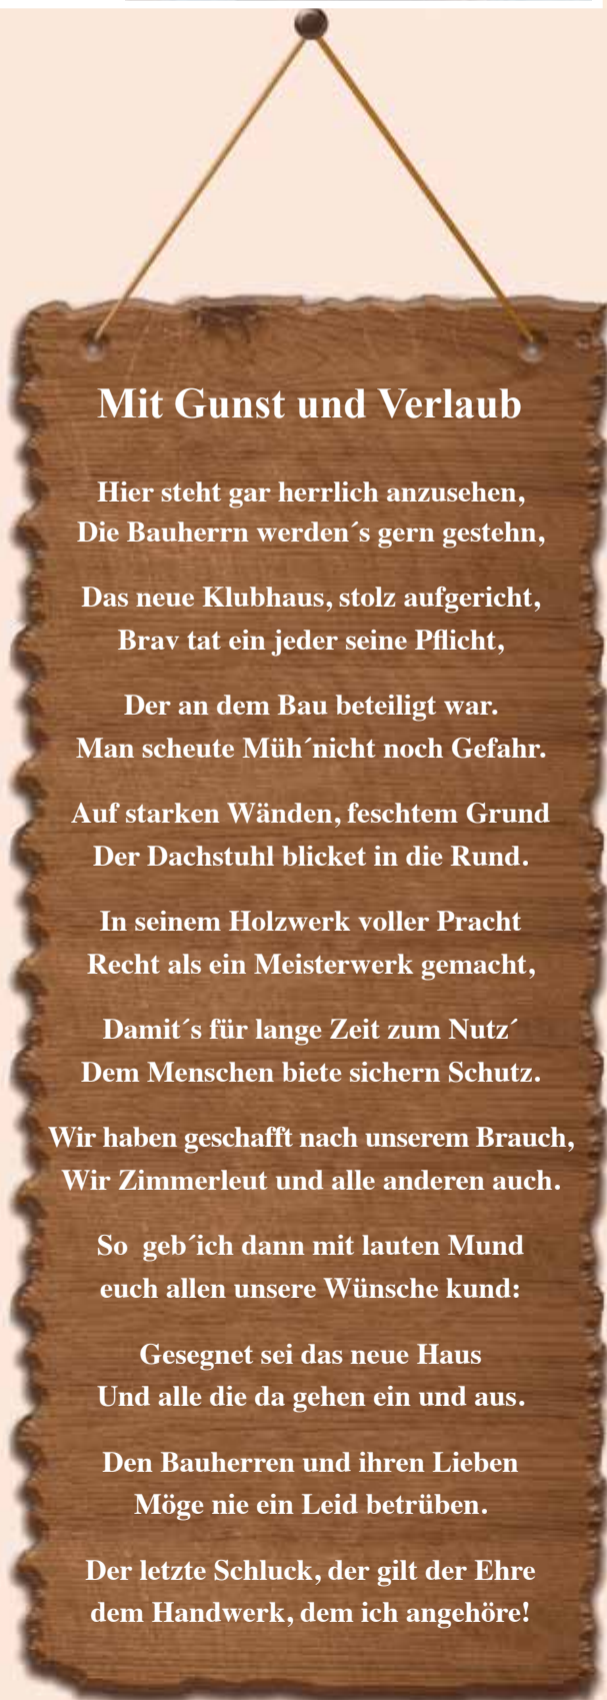 Mit Gunst und Verlaub
Hier steht gar herrlich anzusehen,
Die Bauherrn werden´s gern gestehn,
Das neue Klubhaus, stolz aufgericht,
Brav tat ein jeder seine Pflicht,
Der an dem Bau beteiligt war.
Man scheute Müh´nicht noch Gefahr.
Auf starken Wänden, feschtem Grund
Der Dachstuhl blicket in die Rund.
In seinem Holzwerk voller Pracht
Recht als ein Meisterwerk gemacht,
Damit´s für lange Zeit zum Nutz´
Dem Menschen biete sichern Schutz.
Wir haben geschafft nach unserem Brauch,
Wir Zimmerleut und alle anderen auch.
So  geb´ich dann mit lauten Mund
euch allen unsere Wünsche kund:
Gesegnet sei das neue Haus
Und alle die da gehen ein und aus.
Den Bauherren und ihren Lieben
Möge nie ein Leid betrüben.
Der letzte Schluck, der gilt der Ehre
dem Handwerk, dem ich angehöre!